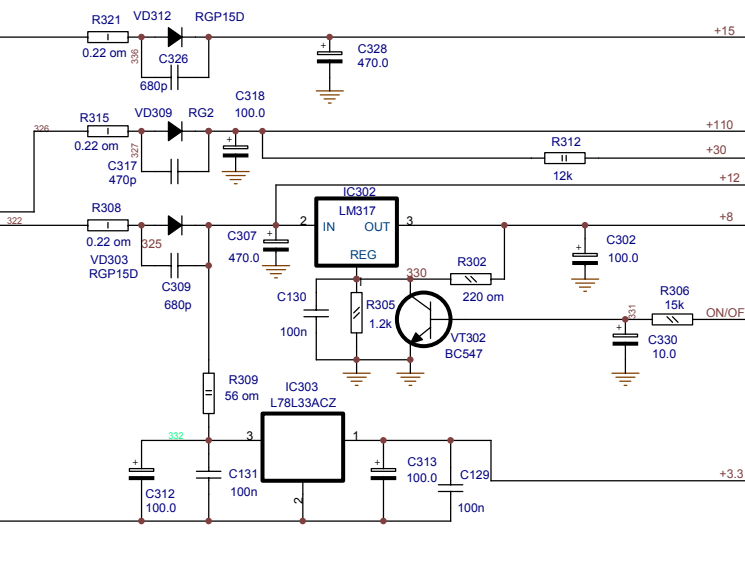 R321
VD312
RGP15D
+15
0.22 om
336
C326
680p
+
C328
470.0
326
R315
VD309
RG2
C318
100.0
+110
0.22 om
327
C317
470p
+
R312
+30
12k
+12
322
R308
IC302
LM317
2
IN
OUT
3
+8
0.22 om
325
VD303
RGP15D
C307
470.0
+
REG
C302
100.0
+
C309
680p
1
330
R302
220 om
C130
100n
R305
1.2k
VT302
BC547
331
R306
15k
ON/OF
+
C330
10.0
R309
56 om
IC303
L78L33ACZ
332
3
1
+
C312
100.0
C131
100n
2
+
C313
100.0
C129
100n
+3.3